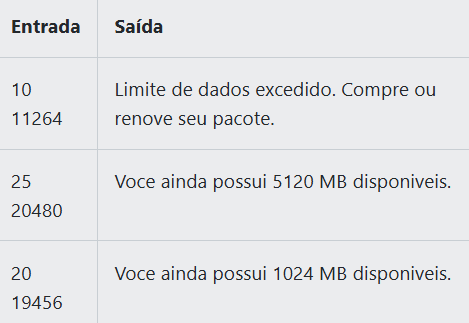 Entrada Saída
10 Limite de dados excedido. Compre ou
11264 renove seu pacote.
25 Voce ainda possui 5120 MB disponiveis.
20480
20 Voce ainda possui 1024 MB disponiveis.
19456